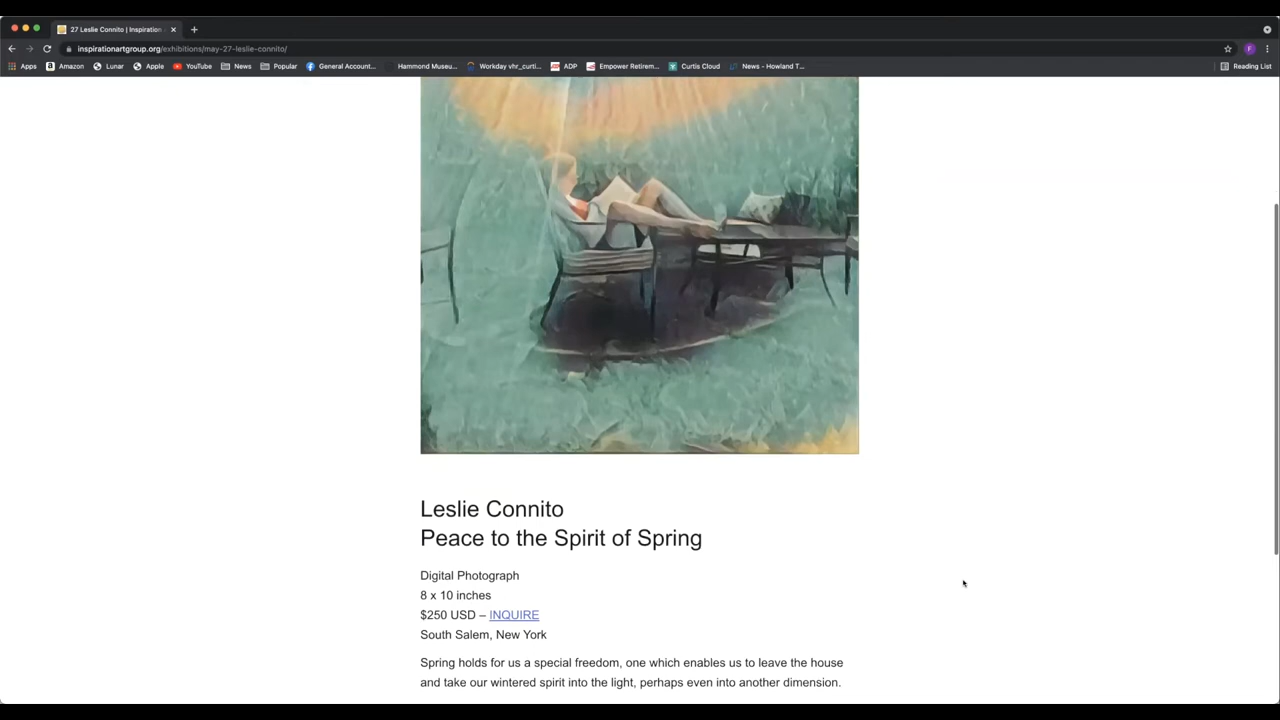 27 Leslie Connito | Inspiration
inspirationartgroup.org/exhibitions/may-27-leslie-connito/
F
Apps Amazon Lunar Apple YouTube News Popular General Account... Hammond Museu... Workday vhr_curti... ADP Empower Retirem... Curtis Cloud News - Howland T... Reading List
Leslie Connito
Peace to the Spirit of Spring
Digital Photograph
8 x 10 inches
$250 USD – INQUIRE
South Salem, New York
Spring holds for us a special freedom, one which enables us to leave the house
and take our wintered spirit into the light, perhaps even into another dimension.